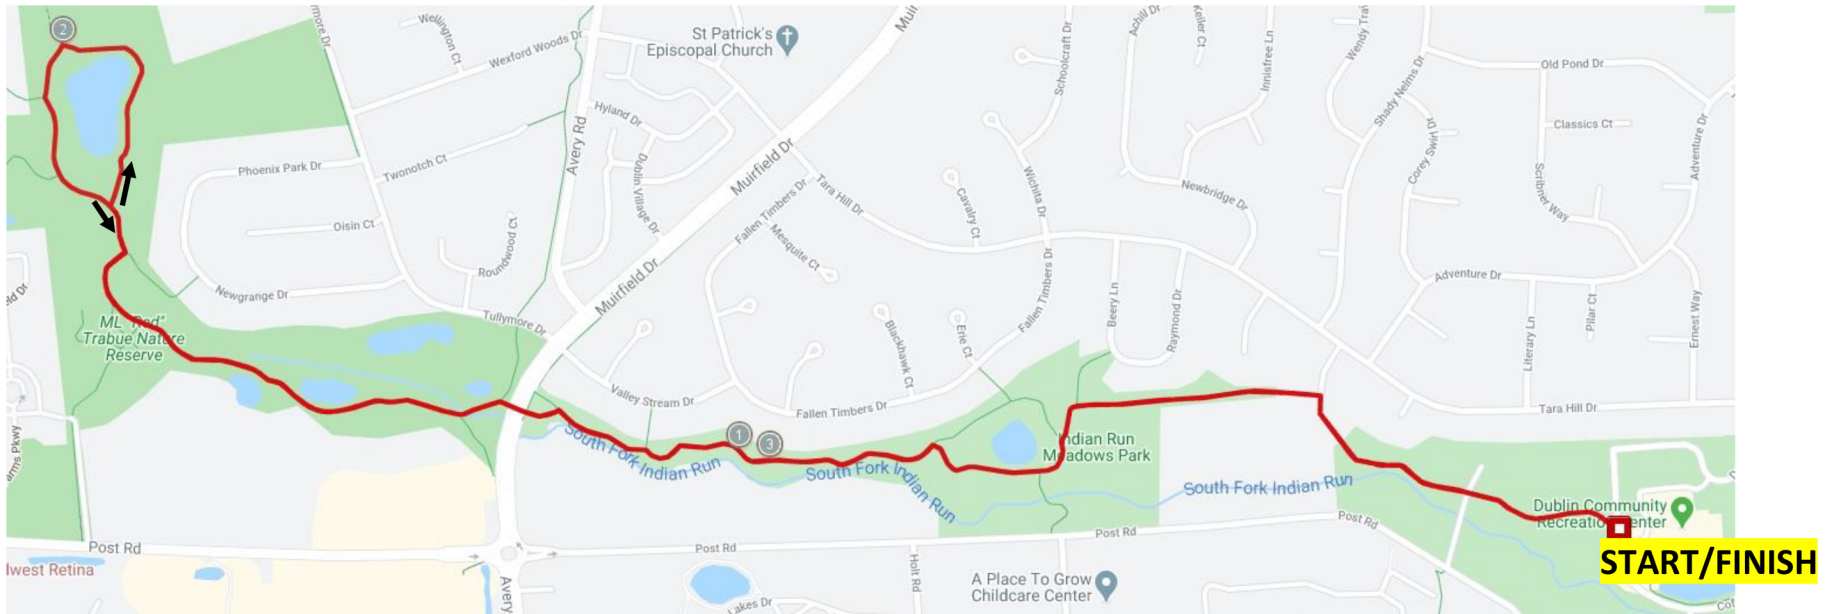 2
Wellington Ct
Wexford Woods Dr
St Patrick's
Episcopal Church
Muirfield Dr
Schoolcraft Dr
Achill Dr
Keller Ct
Innisfree Ln
Old Pond Dr
Shady Nelms Dr
Classics Ct
Corey Swirl Dr
Adventure Dr
Scribner Way
Hyland Dr
Avery Rd
Dublin Village Dr
Phoenix Park Dr
Twonotch Ct
Oisin Ct
Roundwood Ct
Newgrange Dr
Tullymore Dr
Muirfield Dr
Fallen Timbers Dr
Mesquite Ct
Tara Hill Dr
Cavalry Ct
Wichita Dr
Newbridge Dr
Adventure Dr
Beery Ln
Raymond Dr
Fallen Timbers Dr
Erie Ct
Blackhawk Ct
Literary Ln
Pilar Ct
Ernest Way
ML "Red"
Trabue Nature
Reserve
Valley Stream Dr
Fallen Timbers Dr
Tara Hill Dr
1
3
South Fork Indian Run
South Fork Indian Run
Indian Run
Meadows Park
South Fork Indian Run
Dublin Community
Recreation Center
Post Rd
Post Rd
Post Rd
Post Rd
Holt Rd
Avery
A Place To Grow
Childcare Center
Lakes Dr
START/FINISH